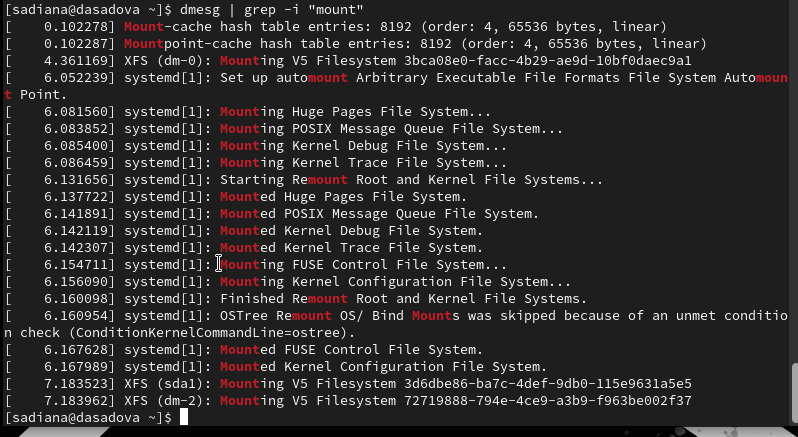 [sadiana@dasadova ~]$ dmesg | grep -i "mount"
[    0.102278] Mount-cache hash table entries: 8192 (order: 4, 65536 bytes, linear)
[    0.102287] Mountpoint-cache hash table entries: 8192 (order: 4, 65536 bytes, linear)
[    4.361169] XFS (dm-0): Mounting V5 Filesystem 3bca08e0-facc-4b29-ae9d-10bf0daec9a1
[    6.052239] systemd[1]: Set up automount Arbitrary Executable File Formats File System Automoun
t Point.
[    6.081560] systemd[1]: Mounting Huge Pages File System...
[    6.083852] systemd[1]: Mounting POSIX Message Queue File System...
[    6.085400] systemd[1]: Mounting Kernel Debug File System...
[    6.086459] systemd[1]: Mounting Kernel Trace File System...
[    6.131656] systemd[1]: Starting Remount Root and Kernel File Systems...
[    6.137722] systemd[1]: Mounted Huge Pages File System.
[    6.141891] systemd[1]: Mounted POSIX Message Queue File System.
[    6.142119] systemd[1]: Mounted Kernel Debug File System.
[    6.142307] systemd[1]: Mounted Kernel Trace File System.
[    6.154711] systemd[1]: Mounting FUSE Control File System...
[    6.156090] systemd[1]: Mounting Kernel Configuration File System...
[    6.160098] systemd[1]: Finished Remount Root and Kernel File Systems.
[    6.160954] systemd[1]: OSTree Remount OS/ Bind Mounts was skipped because of an unmet conditio
n check (ConditionKernelCommandLine=ostree).
[    6.167628] systemd[1]: Mounted FUSE Control File System.
[    6.167989] systemd[1]: Mounted Kernel Configuration File System.
[    7.183523] XFS (sda1): Mounting V5 Filesystem 3d6dbe86-ba7c-4def-9db0-115e9631a5e5
[    7.183962] XFS (dm-2): Mounting V5 Filesystem 72719888-794e-4ce9-a3b9-f963be002f37
[sadiana@dasadova ~]$